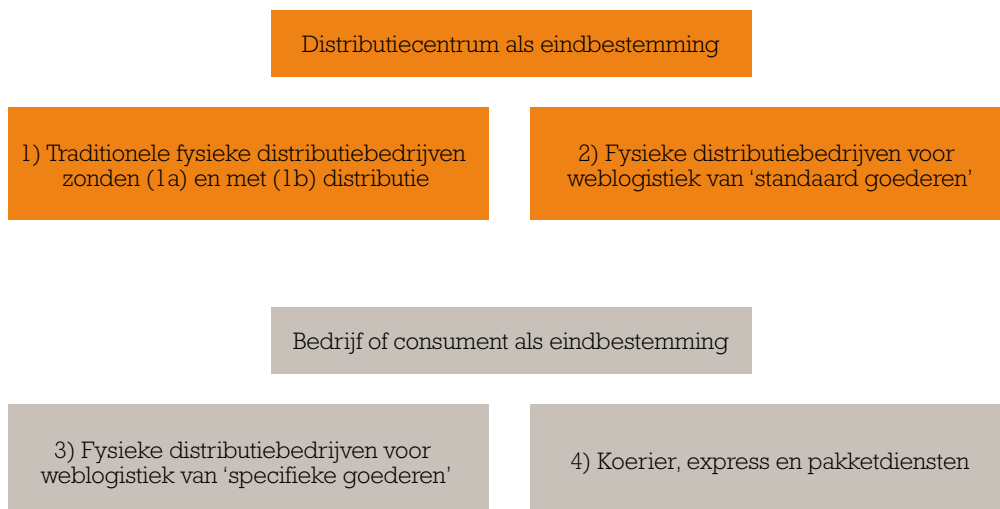 Distributiecentrum als eindbestemming
1) Traditionele fysieke distributiebedrijven
zonden (1a) en met (1b) distributie
2) Fysieke distributiebedrijven voor
weblogistiek van ‘standaard goederen’
Bedrijf of consument als eindbestemming
3) Fysieke distributiebedrijven voor
weblogistiek van ‘specifieke goederen’
4) Koerier, express en pakketdiensten